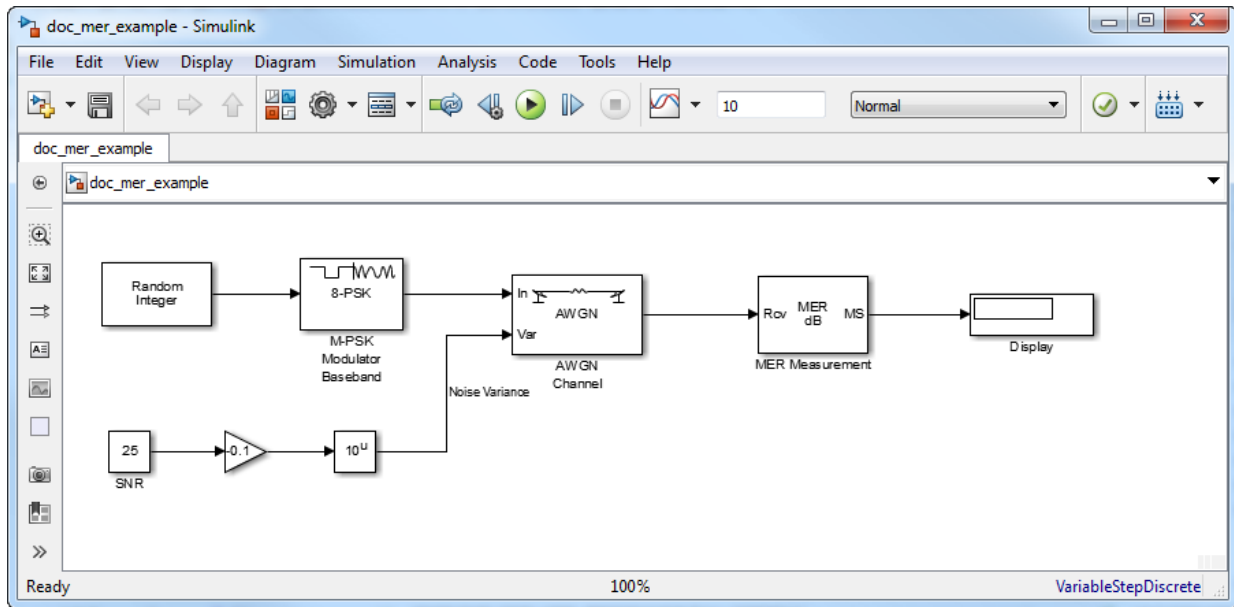 doc_mer_example - Simulink
File Edit View Display Diagram Simulation Analysis Code Tools Help
10
Normal
doc_mer_example
doc_mer_example
Random
Integer
8-PSK
M-PSK
Modulator
Baseband
In
AWGN
Var
AWGN
Channel
Noise Variance
Rcv MER MS
dB
MER Measurement
Display
25
SNR
-0.1
10u
A
Ready 100% VariableStepDiscrete